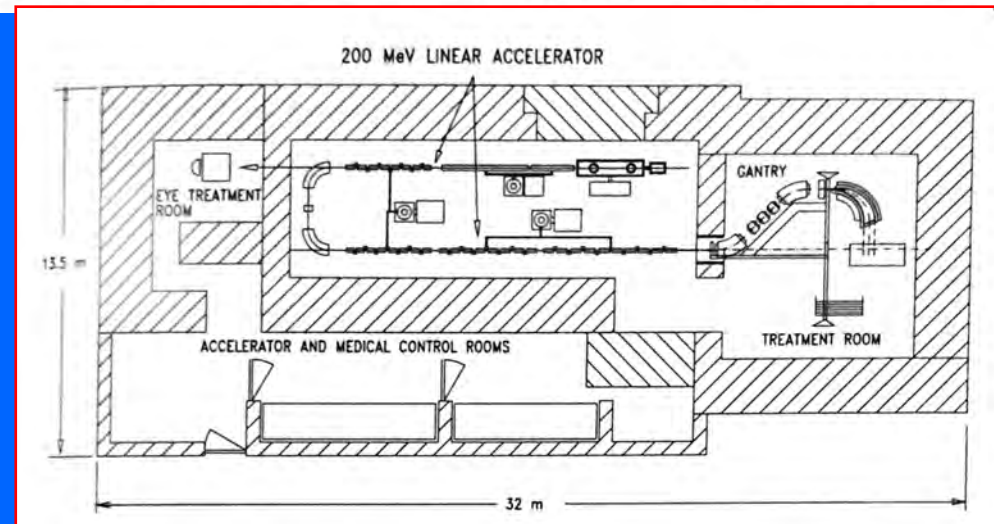 200 MeV LINEAR ACCELERATOR
EYE TREATMENT
ROOM
GANTRY
13.5 m
TREATMENT ROOM
ACCELERATOR AND MEDICAL CONTROL ROOMS
32 m